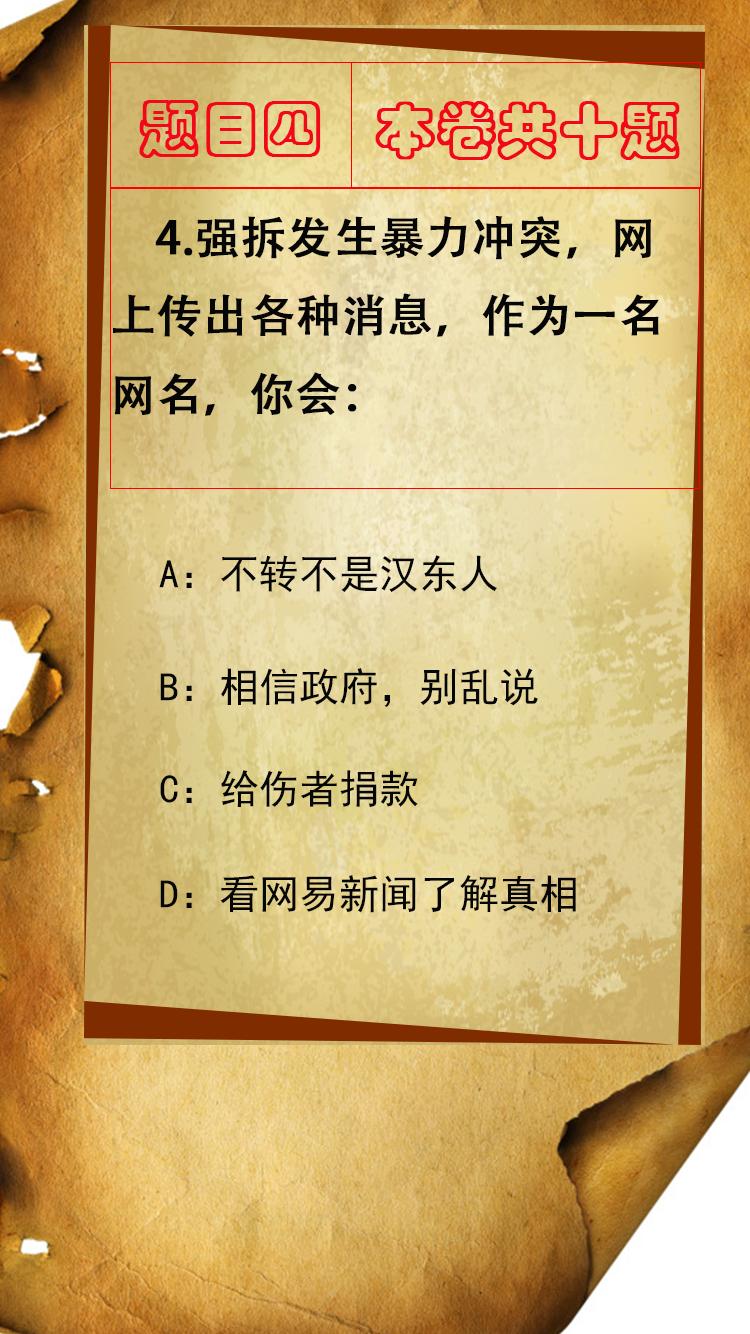 题目四 本卷共十题
4.强拆发生暴力冲突，网
上传出各种消息，作为一名
网名，你会：
A：不转不是汉东人
B：相信政府，别乱说
C：给伤者捐款
D：看网易新闻了解真相